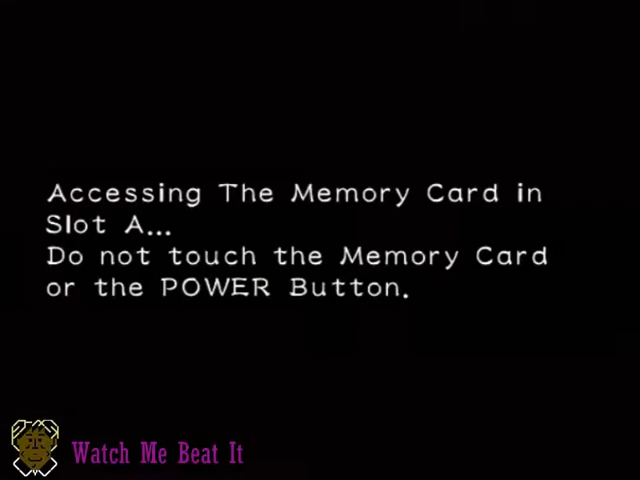 Accessing The Memory Card in
Slot A...
Do not touch the Memory Card
or the POWER Button.
Watch Me Beat It